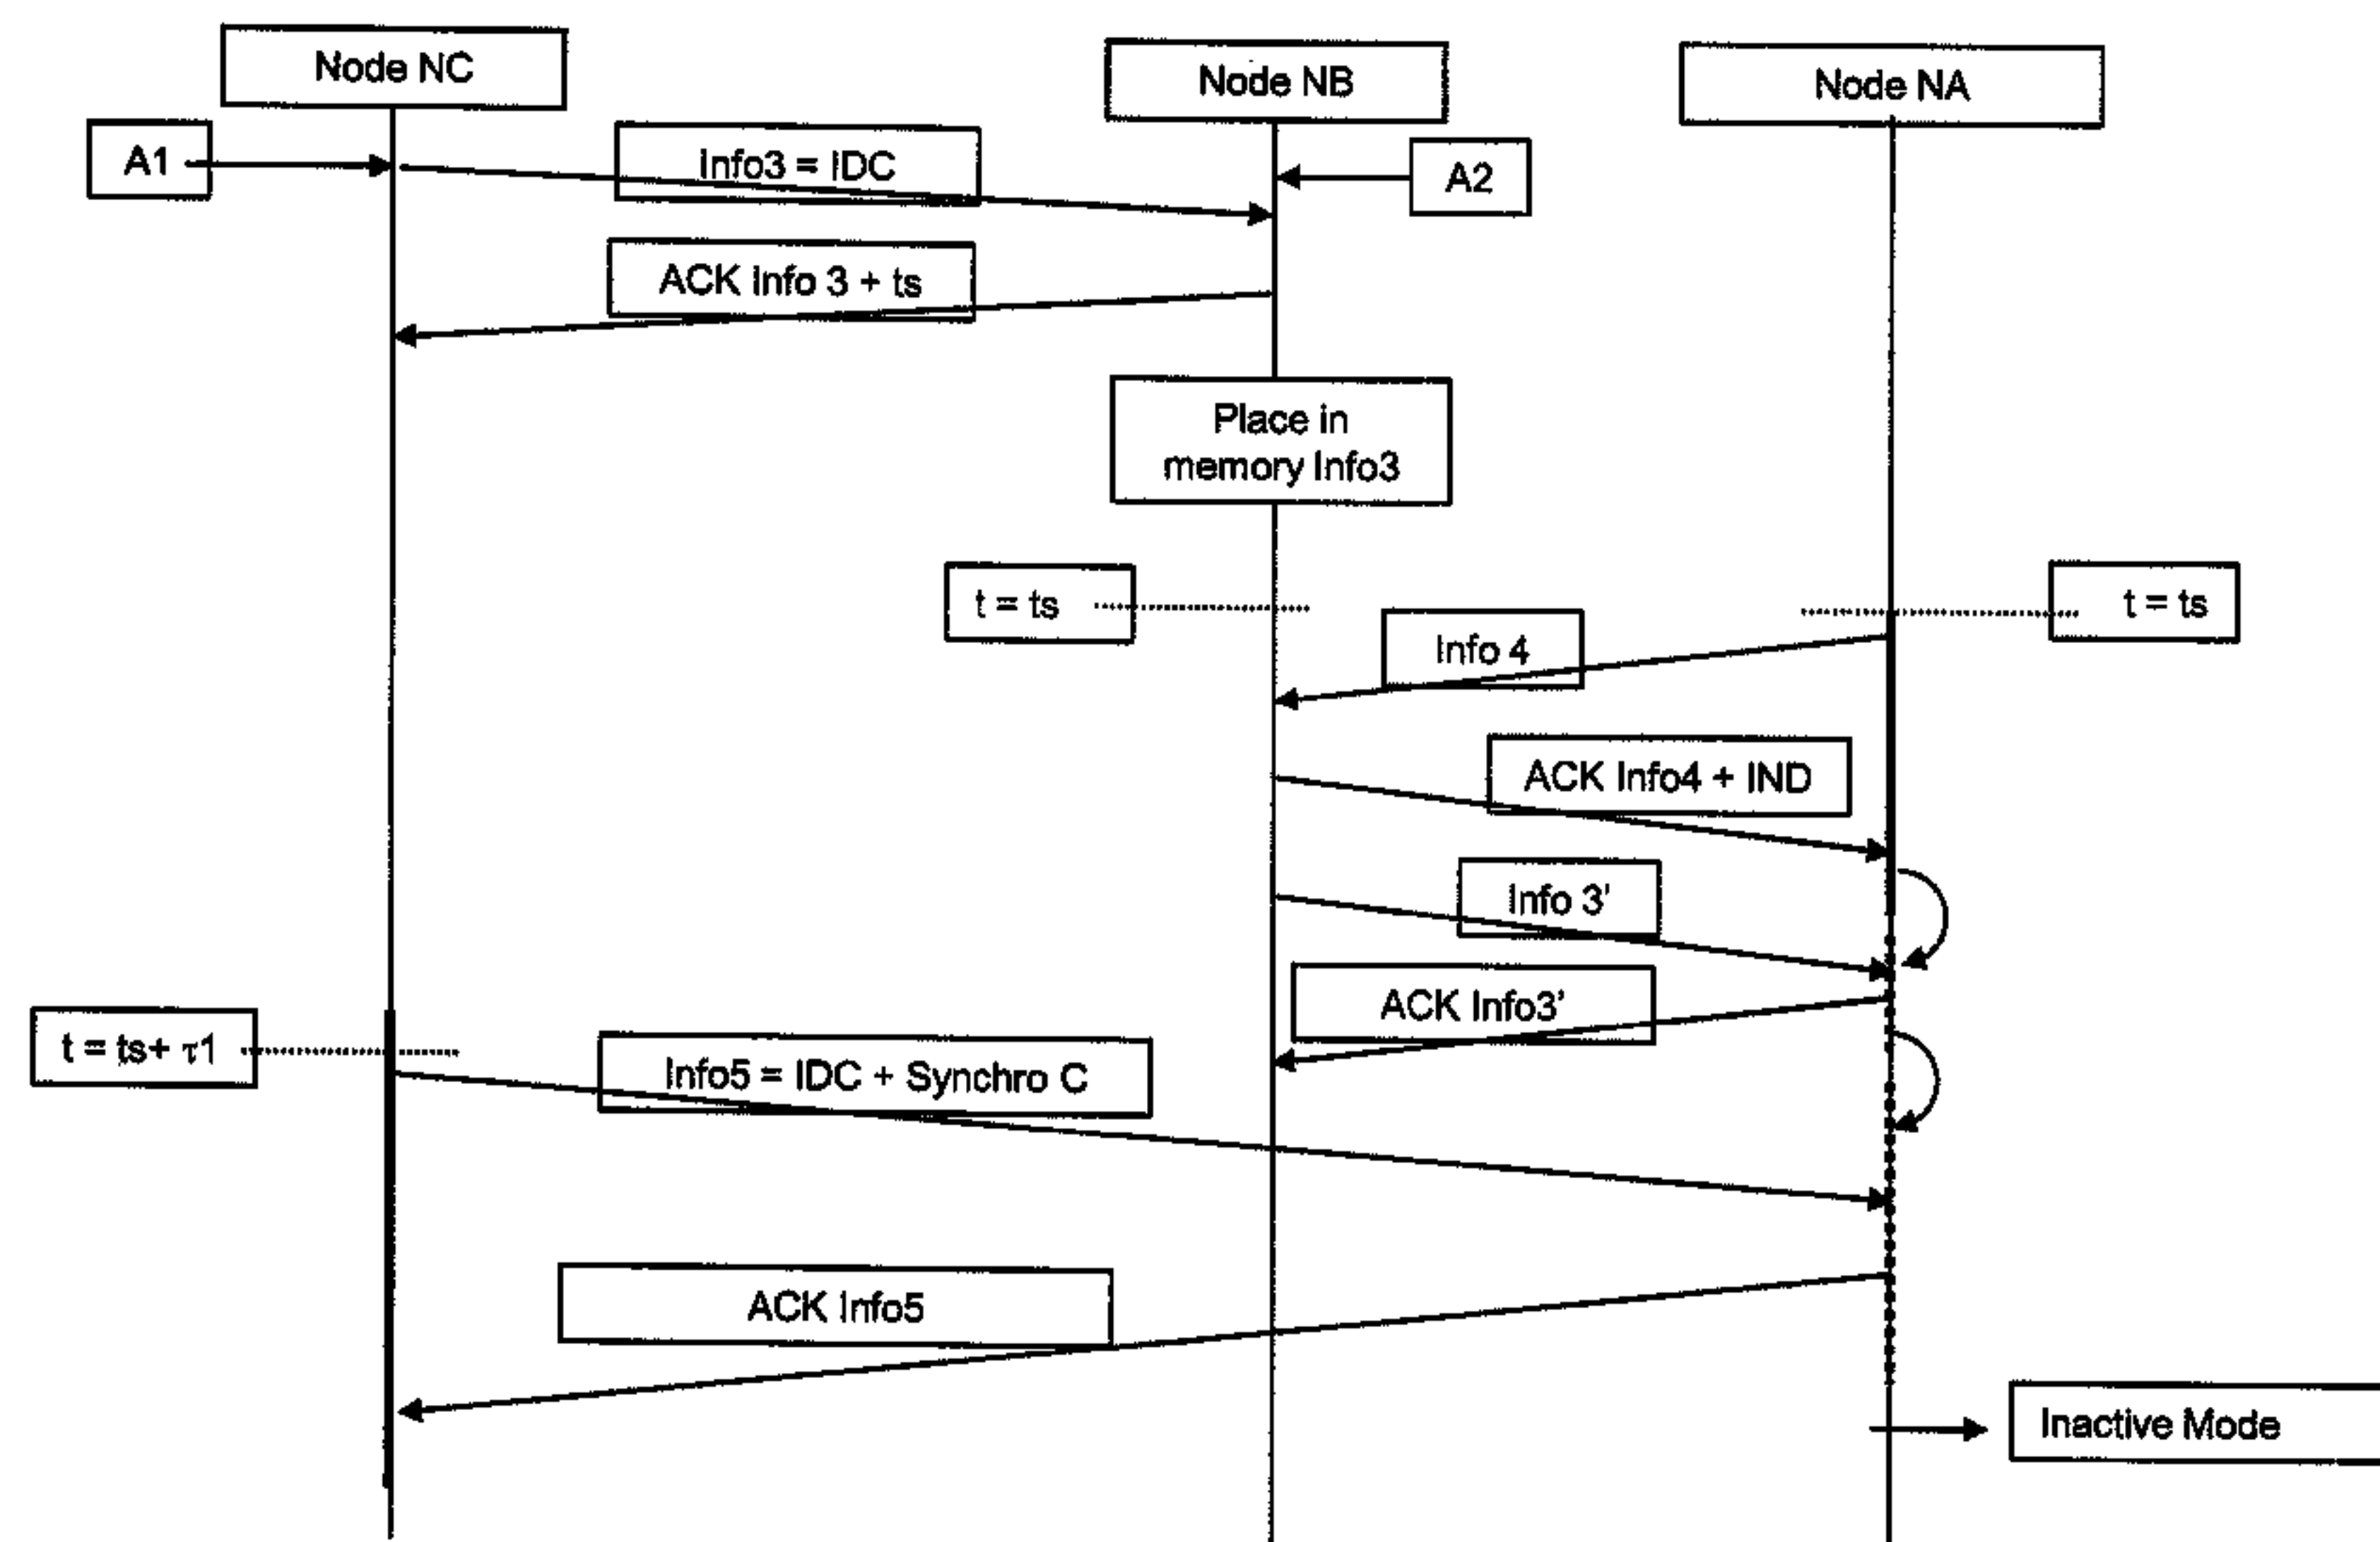 Node NC
Node NB
Node NA
A1
Info3 = IDC
A2
ACK info 3 + ts
Place in
memory Info3
t = ts
t = ts
Info 4
ACK Info4 + IND
Info 3'
ACK Info3'
t = ts+ τ1
Info5 = IDC + Synchro C
ACK Info5
Inactive Mode